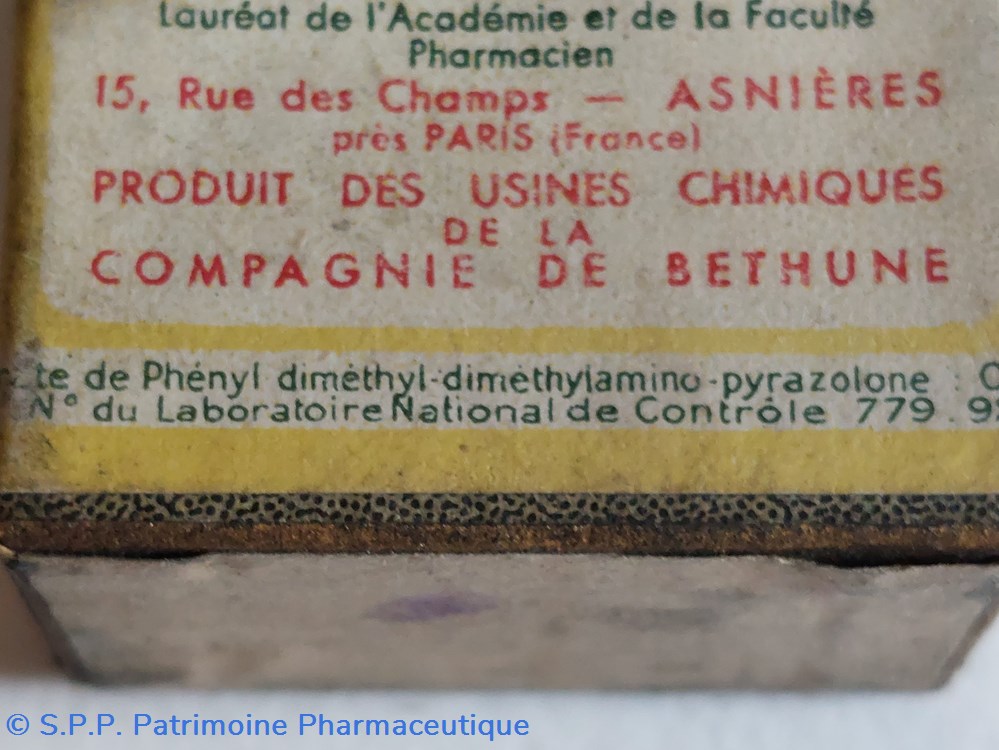 Lauréat de l'Académie et de la Faculté
Pharmacien
15, Rue des Champs — ASNIÈRES
près PARIS (France)
PRODUIT DES USINES CHIMIQUES
DE LA
COMPAGNIE DE BETHUNE
de Phényl diméthyl-diméthylamino-pyrazolone :
N° du Laboratoire National de Contrôle 779.9
© S.P.P. Patrimoine Pharmaceutique